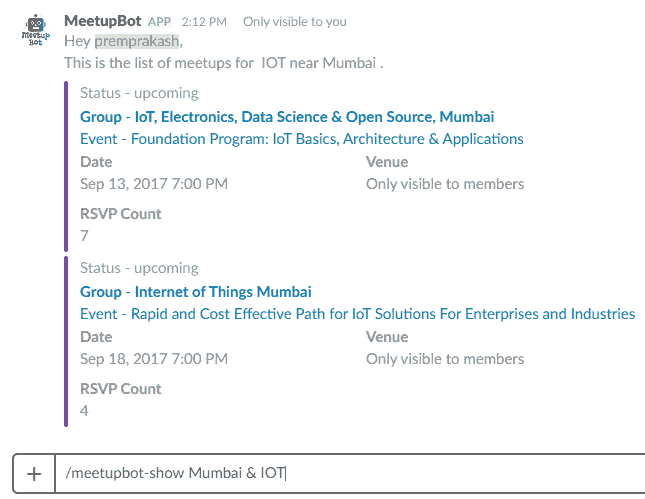 MeetupBot APP 2:12 PM Only visible to you
Meetup
Bot
Hey premprakash,
This is the list of meetups for IOT near Mumbai .
Status - upcoming
Group - IoT, Electronics, Data Science & Open Source, Mumbai
Event - Foundation Program: IoT Basics, Architecture & Applications
Date Venue
Sep 13, 2017 7:00 PM Only visible to members
RSVP Count
7
Status - upcoming
Group - Internet of Things Mumbai
Event - Rapid and Cost Effective Path for IoT Solutions For Enterprises and Industries
Date Venue
Sep 18, 2017 7:00 PM Only visible to members
RSVP Count
4
+ /meetupbot-show Mumbai & IOT